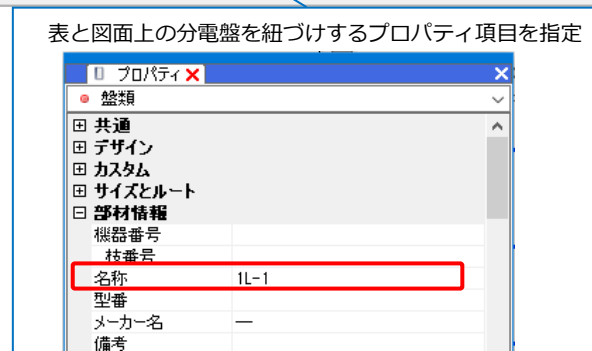 表と図面上の分電盤を紐づけするプロパティ項目を指定
プロパティ
盤類
共通
デザイン
カスタム
サイズとルート
部材情報
機器番号
枝番号
名称 1L-1
型番
メーカー名 —
備考